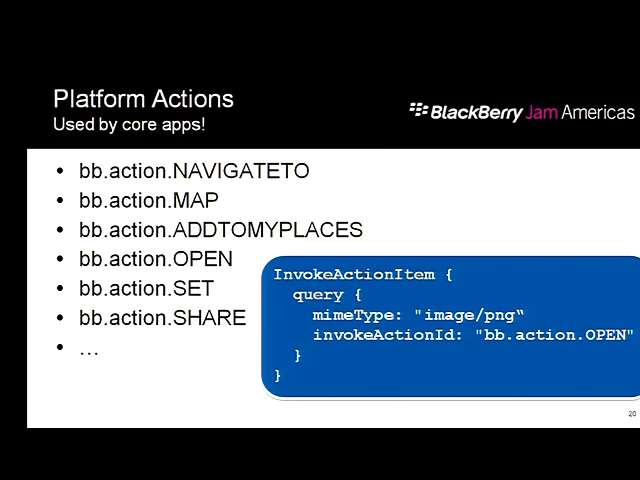 Platform Actions
Used by core apps!
BlackBerry Jam Americas
• bb.action.NAVIGATETO
• bb.action.MAP
• bb.action.ADDTOMYPLACES
• bb.action.OPEN
• bb.action.SET
• bb.action.SHARE
• ...
InvokeActionItem {
query {
mimeType: "image/png“
invokeActionId: "bb.action.OPEN"
}
}
20